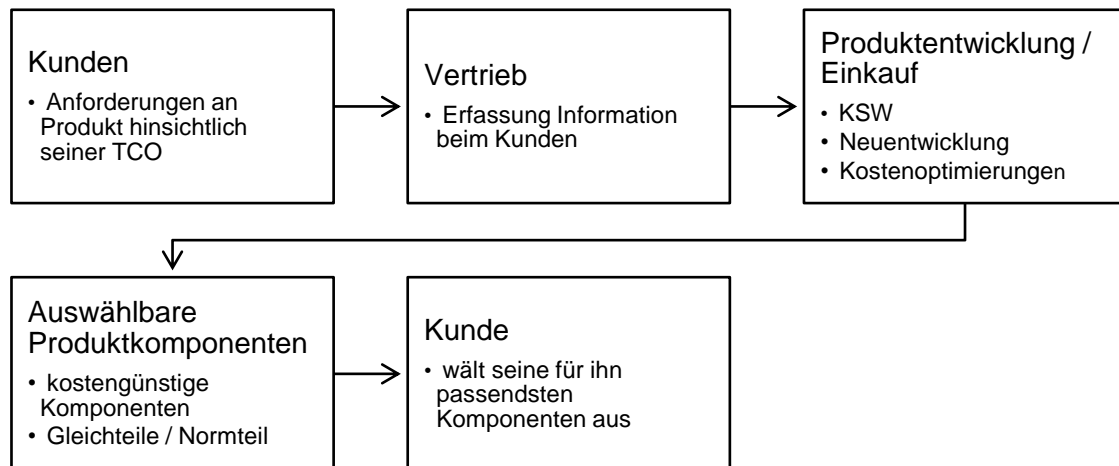 Kunden
• Anforderungen an
Produkt hinsichtlich
seiner TCO
Vertrieb
• Erfassung Information
beim Kunden
Produktentwicklung /
Einkauf
• KSW
• Neuentwicklung
• Kostenoptimierungen
Auswählbare
Produktkomponenten
• kostengünstige
Komponenten
• Gleichteile / Normteil
Kunde
• wält seine für ihn
passendsten
Komponenten aus